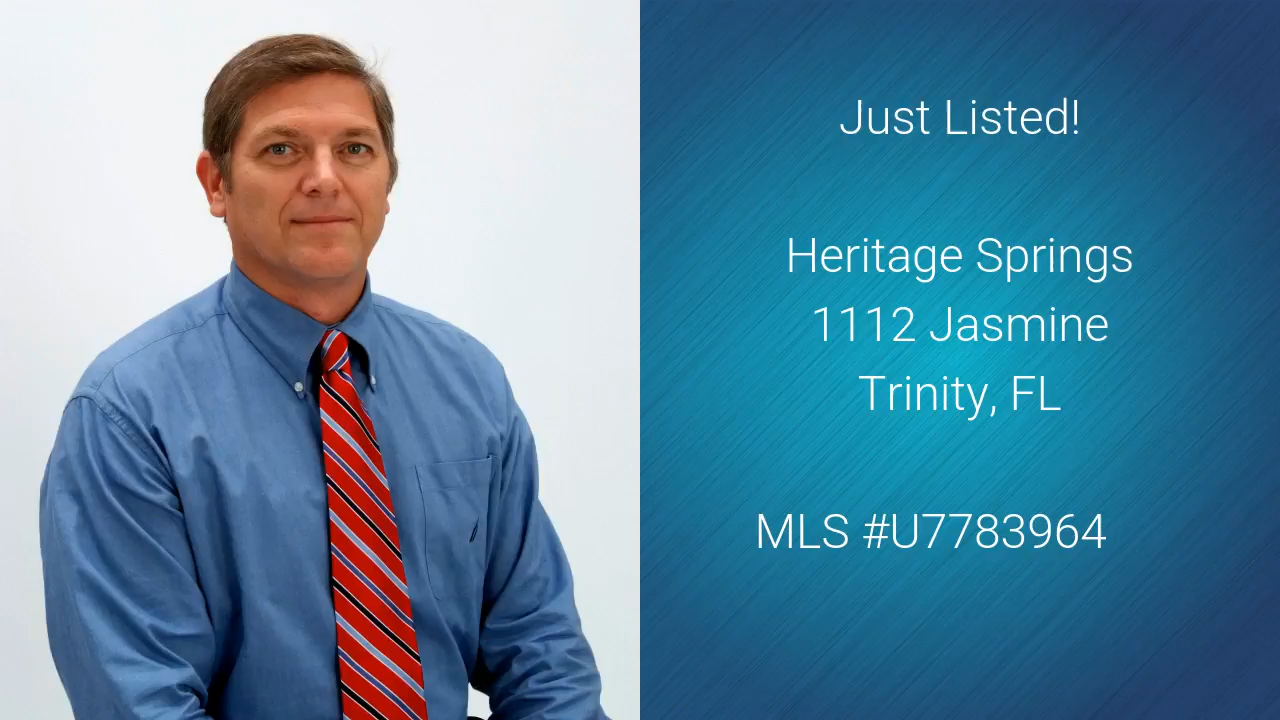 Just Listed!
Heritage Springs
1112 Jasmine
Trinity, FL
MLS #U7783964